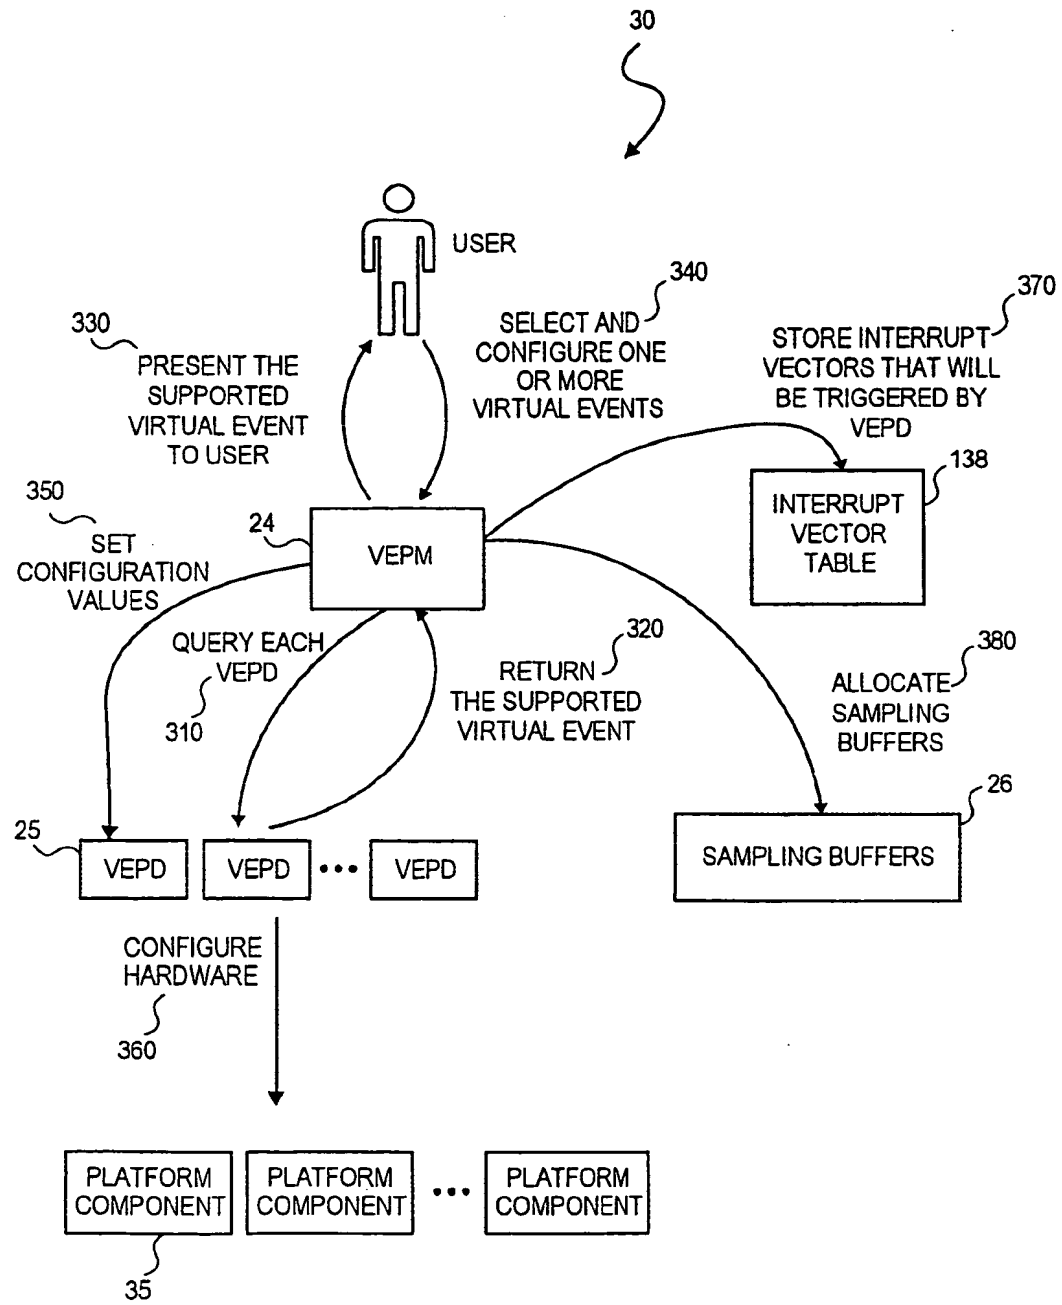 30
USER
340
SELECT AND
CONFIGURE ONE
OR MORE
VIRTUAL EVENTS
330
PRESENT THE
SUPPORTED
VIRTUAL EVENT
TO USER
370
STORE INTERRUPT
VECTORS THAT WILL
BE TRIGGERED BY
VEPD
138
INTERRUPT
VECTOR
TABLE
350
SET
CONFIGURATION
VALUES
24
VEPM
QUERY EACH
VEPD
310
320
RETURN
THE SUPPORTED
VIRTUAL EVENT
380
ALLOCATE
SAMPLING
BUFFERS
26
SAMPLING BUFFERS
25
VEPD
VEPD
VEPD
CONFIGURE
HARDWARE
360
PLATFORM
COMPONENT
PLATFORM
COMPONENT
PLATFORM
COMPONENT
35